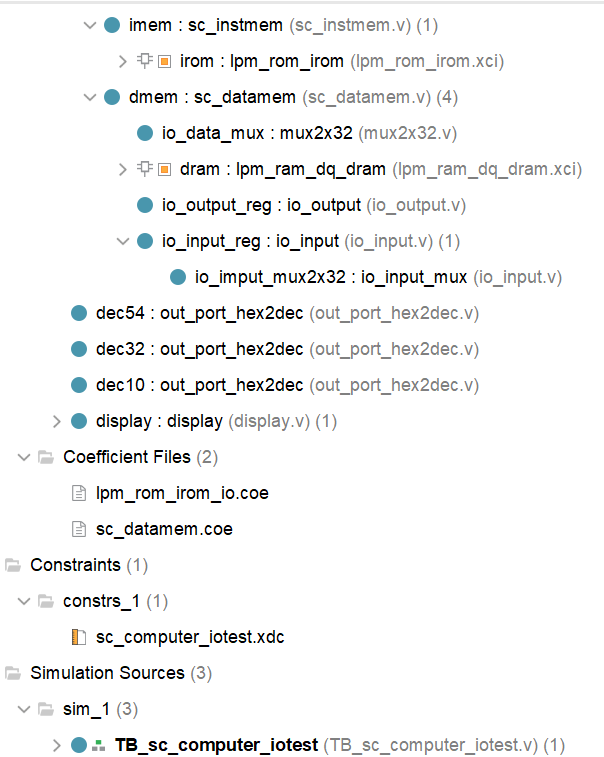 imem : sc_instmem (sc_instmem.v) (1)
irom : lpm_rom_irom (lpm_rom_irom.xci)
dmem : sc_datamem (sc_datamem.v) (4)
io_data_mux : mux2x32 (mux2x32.v)
dram : lpm_ram_dq_dram (lpm_ram_dq_dram.xci)
io_output_reg : io_output (io_output.v)
io_input_reg : io_input (io_input.v) (1)
io_imput_mux2x32 : io_input_mux (io_input.v)
dec54 : out_port_hex2dec (out_port_hex2dec.v)
dec32 : out_port_hex2dec (out_port_hex2dec.v)
dec10 : out_port_hex2dec (out_port_hex2dec.v)
display : display (display.v) (1)
Coefficient Files (2)
lpm_rom_irom_io.coe
sc_datamem.coe
Constraints (1)
constrs_1 (1)
sc_computer_iotest.xdc
Simulation Sources (3)
sim_1 (3)
TB_sc_computer_iotest (TB_sc_computer_iotest.v) (1)